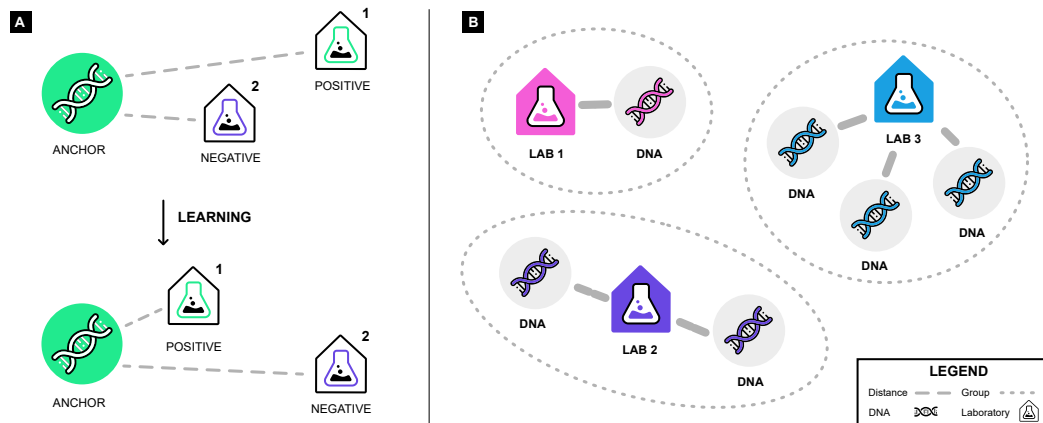 A
1
POSITIVE
2
ANCHOR
NEGATIVE
LEARNING
1
POSITIVE
2
ANCHOR
NEGATIVE
B
LAB 1
DNA
LAB 3
DNA
DNA
DNA
DNA
LAB 2
DNA
LEGEND
Distance
Group
DNA
Laboratory